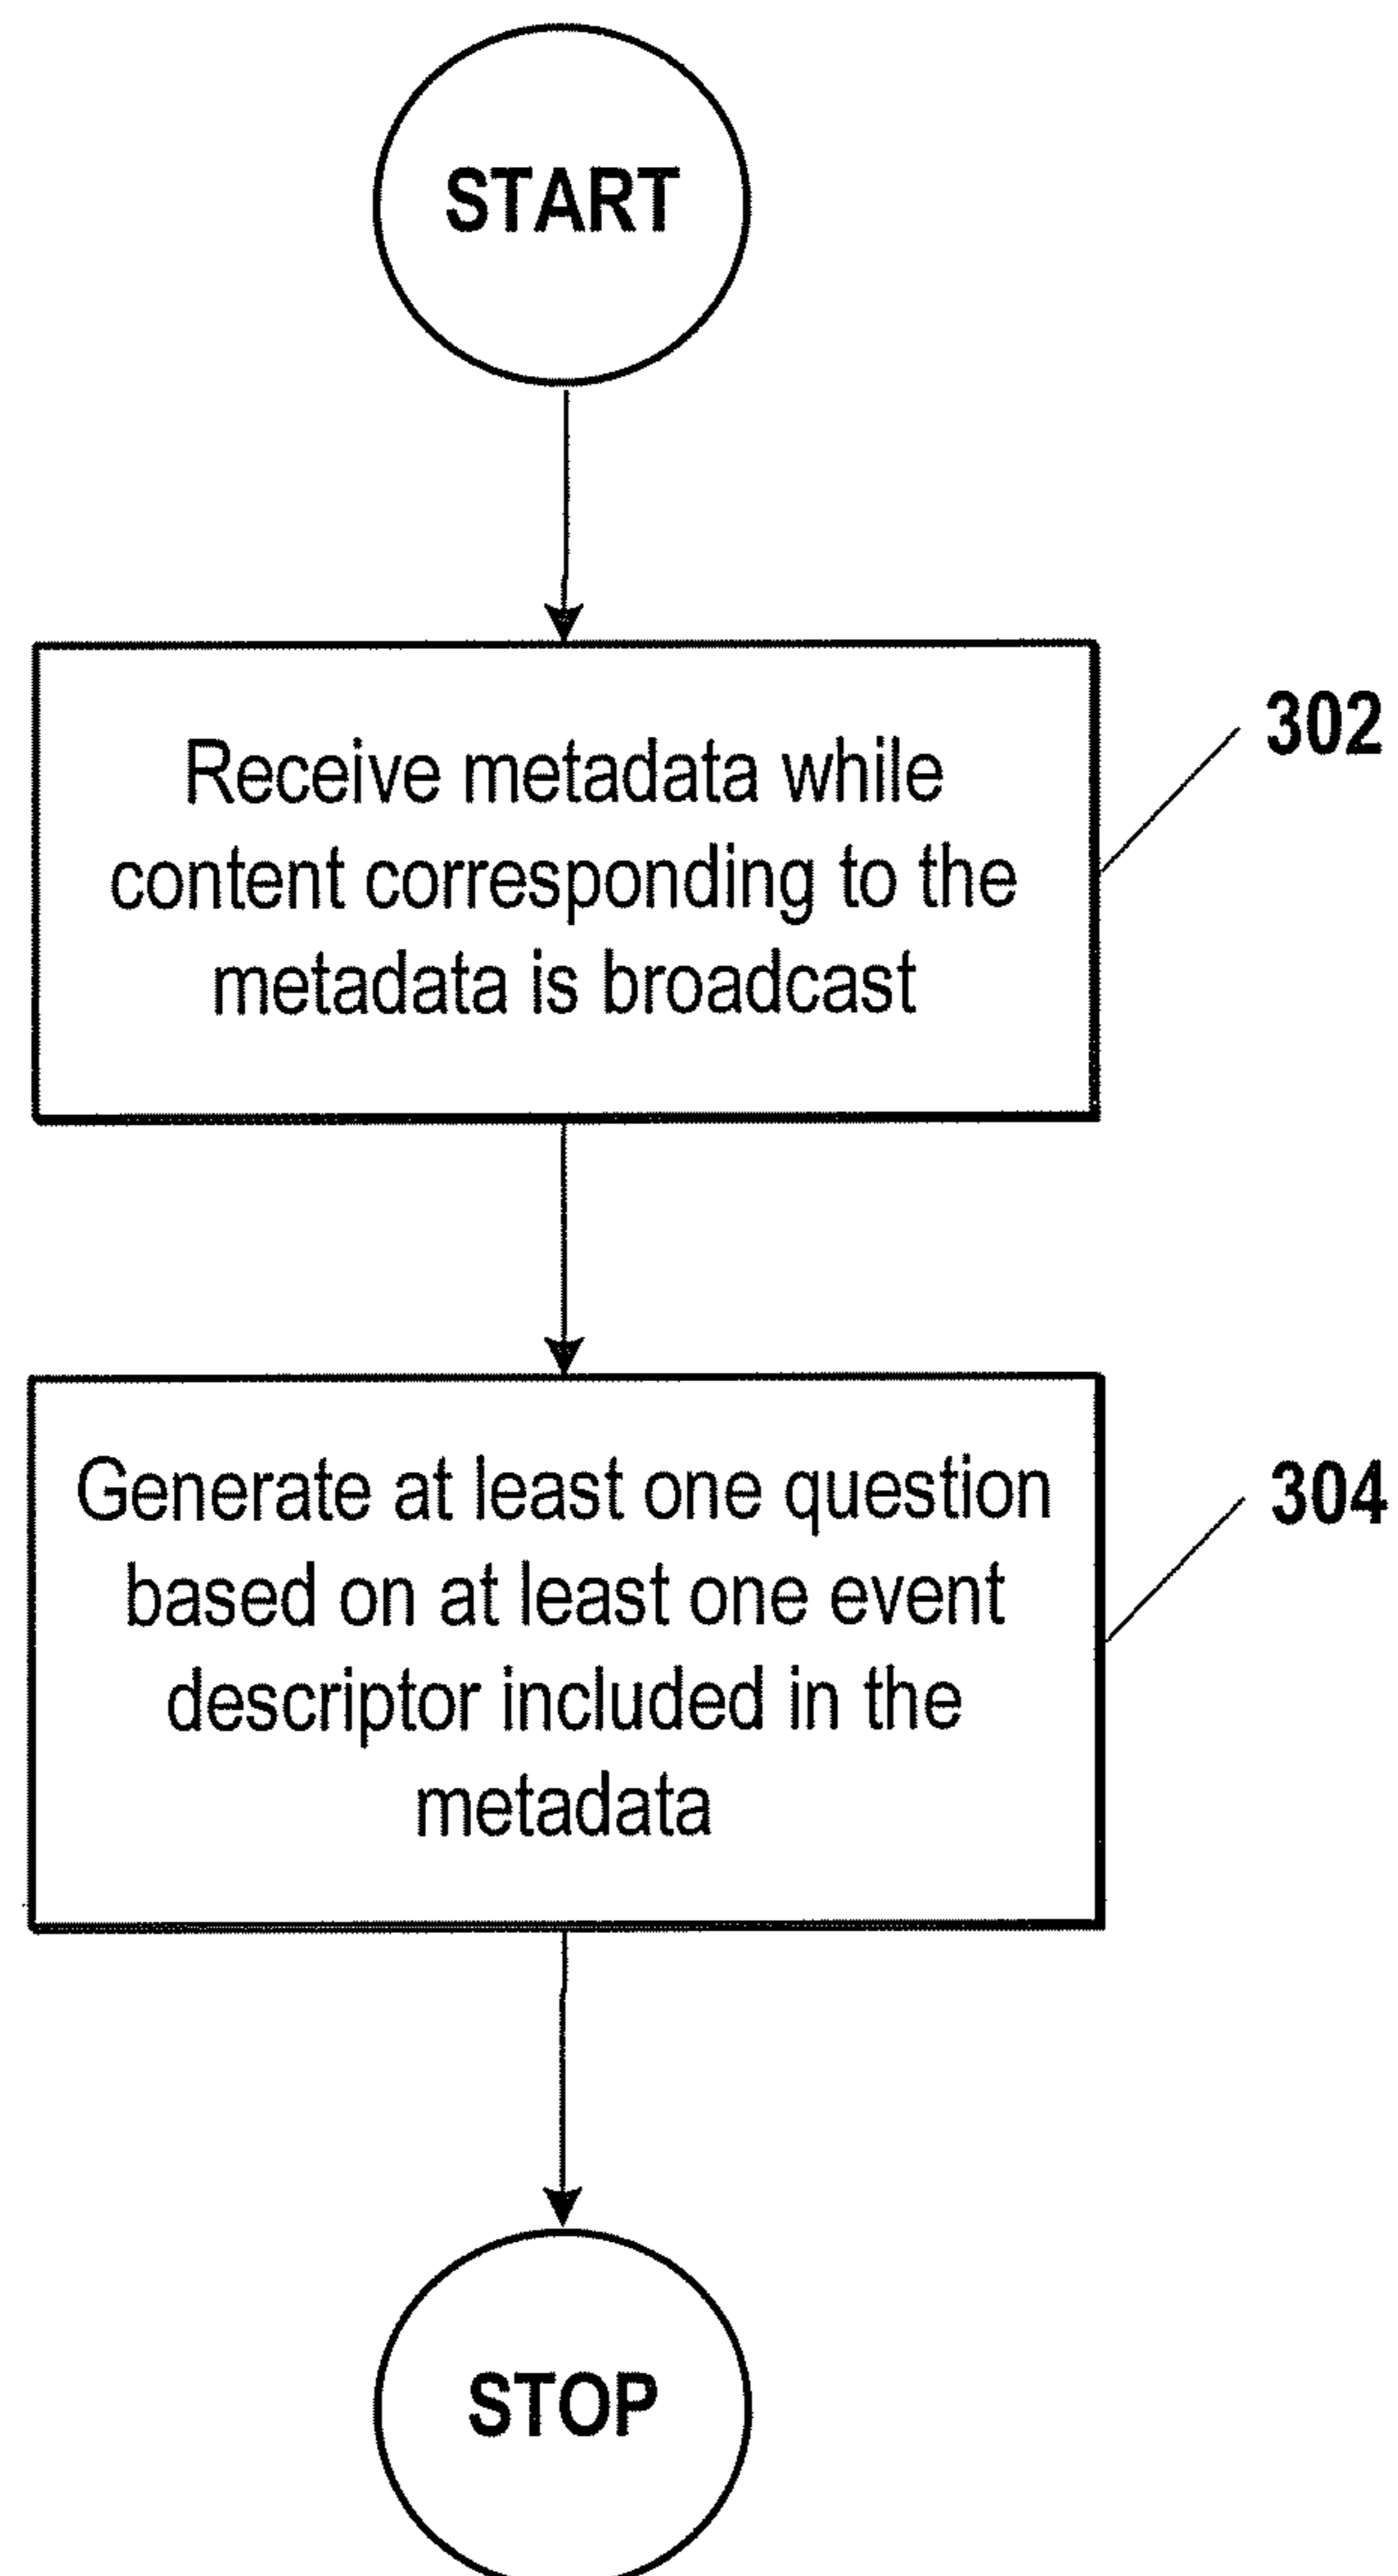 START
Receive metadata while
content corresponding to the
metadata is broadcast
302
Generate at least one question
based on at least one event
descriptor included in the
metadata
304
STOP